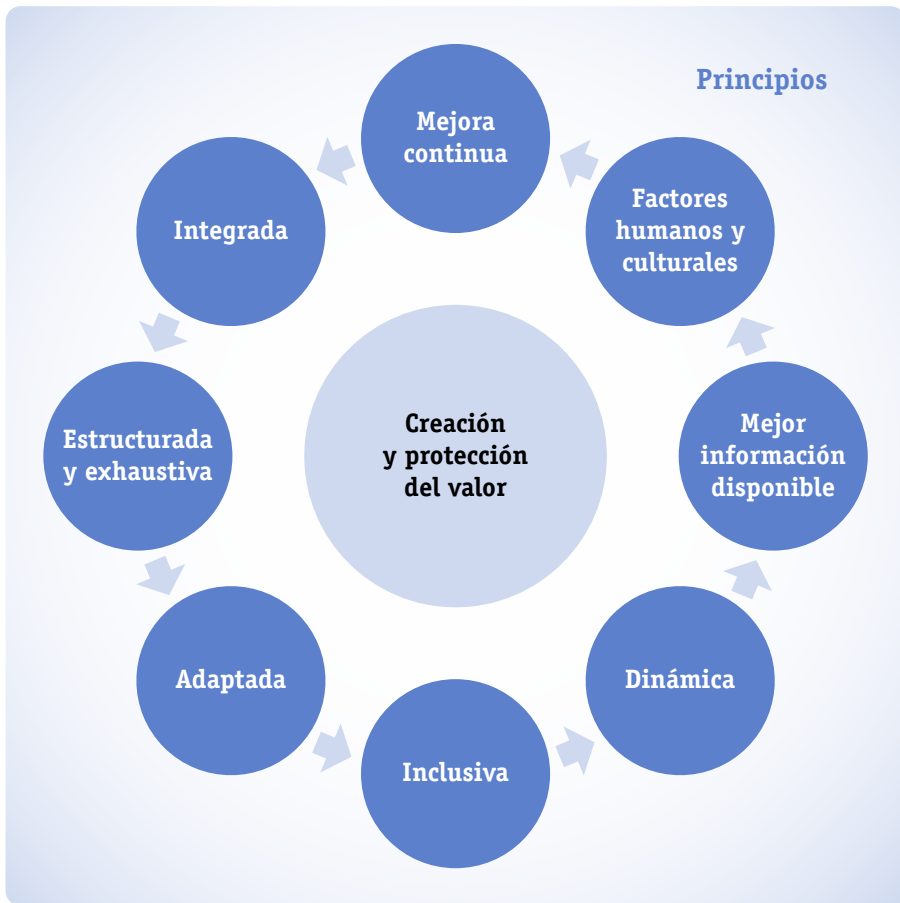 Principios
Mejora
continua
Integrada
Factores
humanos y
culturales
Estructurada
y exhaustiva
Creación
y protección
del valor
Mejor
información
disponible
Adaptada
Dinámica
Inclusiva